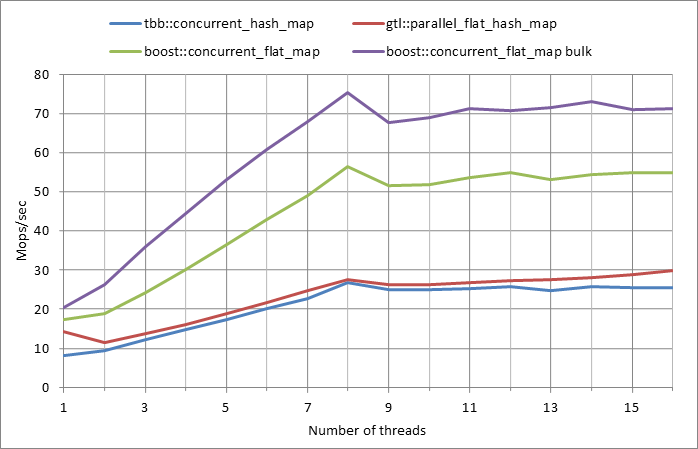 tbb::concurrent_hash_map gtl::parallel_flat_hash_map
boost::concurrent_flat_map boost::concurrent_flat_map bulk
80
70
60
50
40
30
20
10
0
Mops/sec
1 3 5 7 9 11 13 15
Number of threads